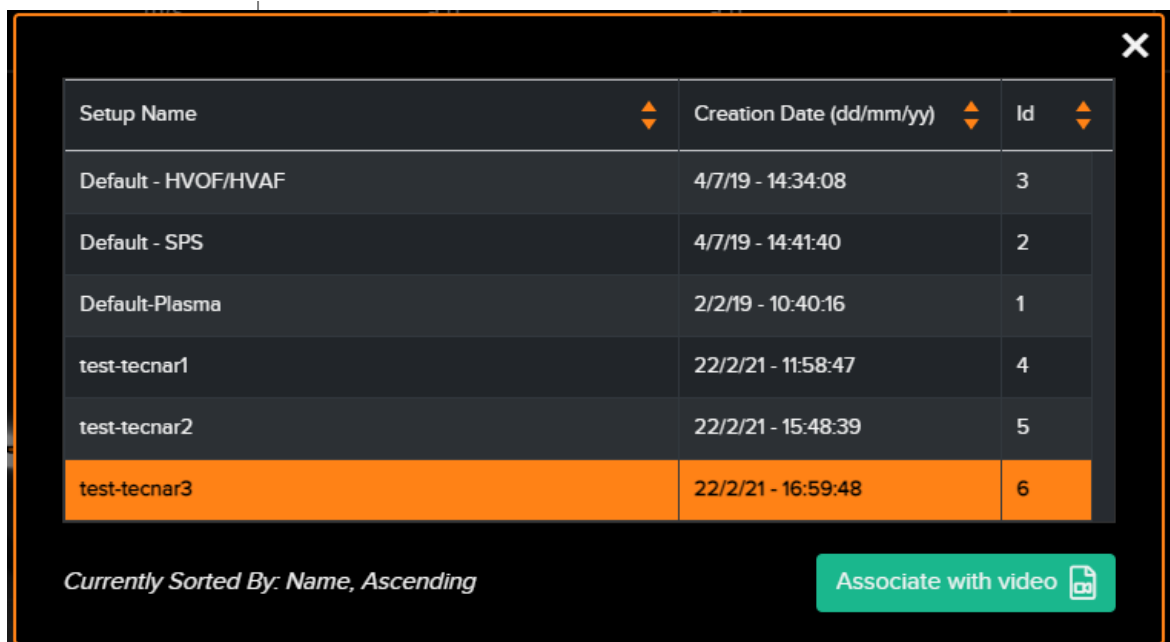 Setup Name Creation Date (dd/mm/yy) Id
Default - HVOF/HVAF 4/7/19 - 14:34:08 3
Default - SPS 4/7/19 - 14:41:40 2
Default-Plasma 2/2/19 - 10:40:16 1
test-tecnar1 22/2/21 - 11:58:47 4
test-tecnar2 22/2/21 - 15:48:39 5
test-tecnar3 22/2/21 - 16:59:48 6
Currently Sorted By: Name, Ascending
Associate with video